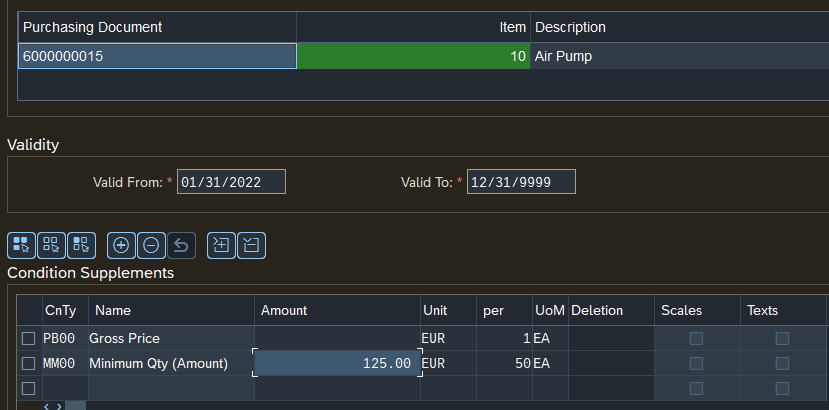 Purchasing Document Item Description
6000000015 10 Air Pump
Validity
Valid From: * 01/31/2022 Valid To: * 12/31/9999
Condition Supplements
CnTy Name Amount Unit per UoM Deletion Scales Texts
PB00 Gross Price EUR 1 EA
MM00 Minimum Qty (Amount) 125.00 EUR 50 EA